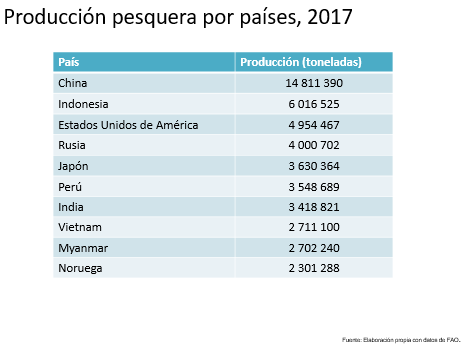 Producción pesquera por países, 2017
País Producción (toneladas)
China 14 811 390
Indonesia 6 016 525
Estados Unidos de América 4 954 467
Rusia 4 000 702
Japón 3 630 364
Perú 3 548 689
India 3 418 821
Vietnam 2 711 100
Myanmar 2 702 240
Noruega 2 301 288
Fuente: Elaboración propia con datos de FAO.